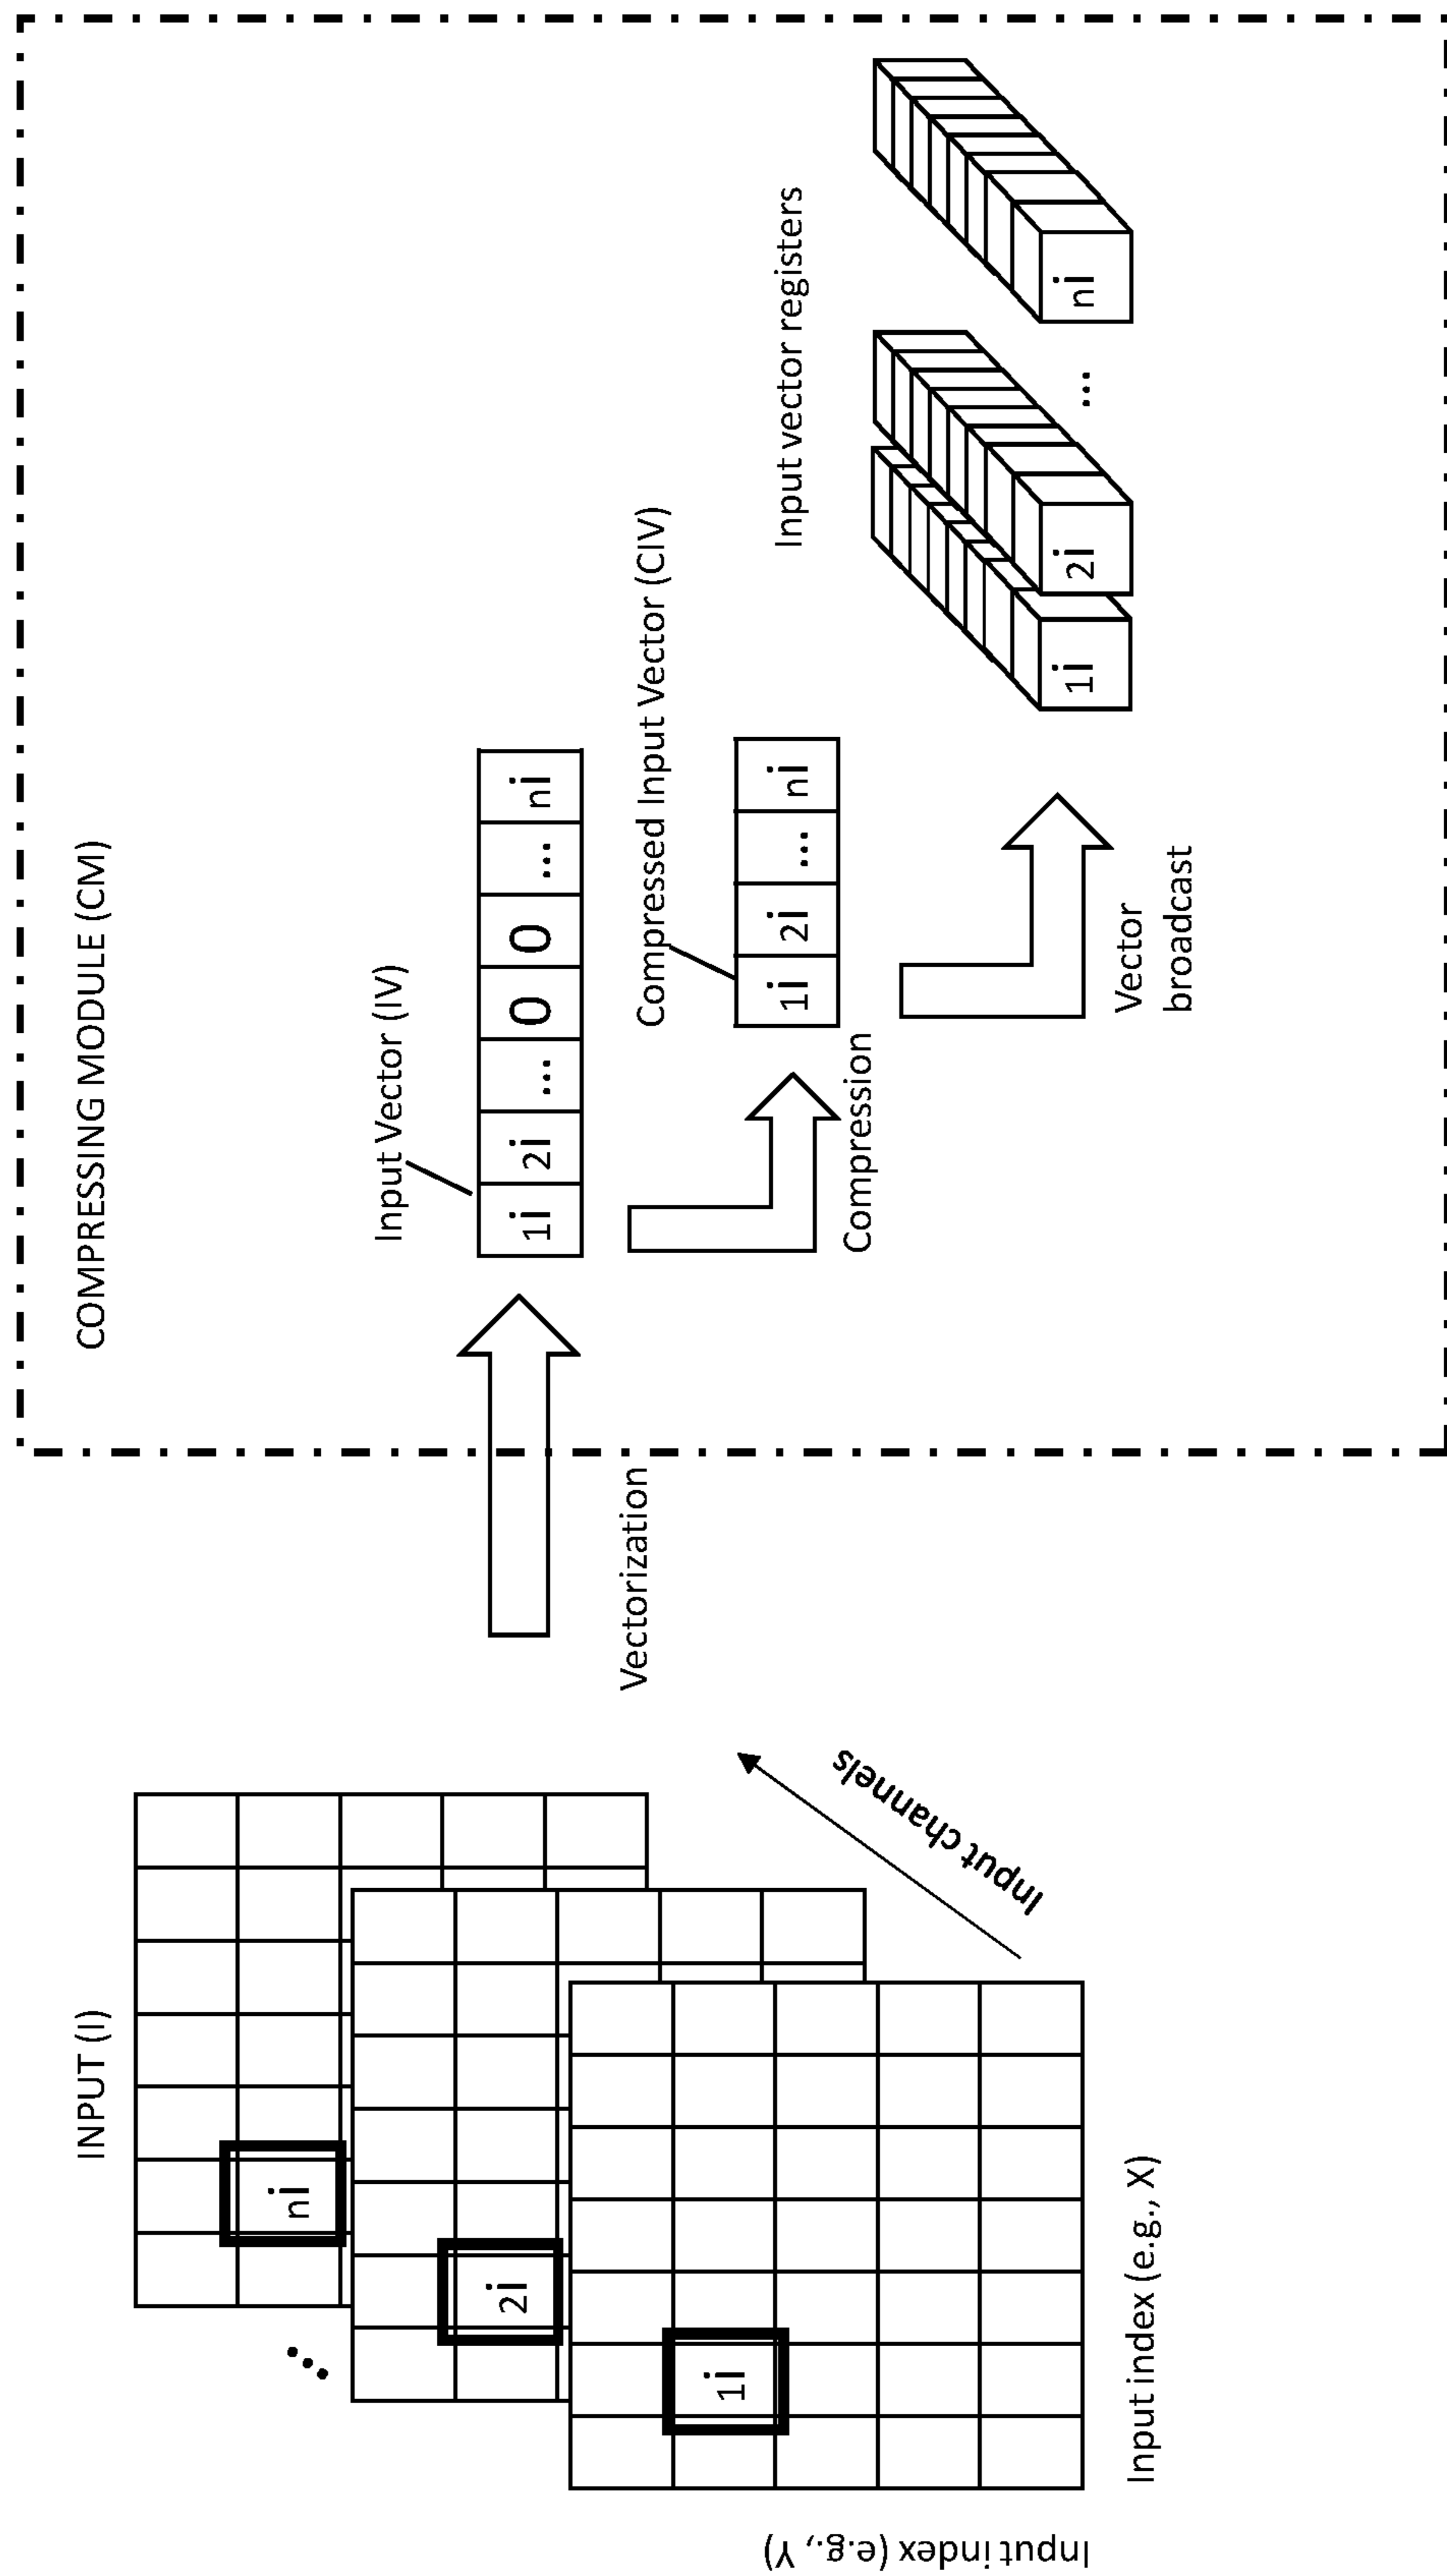 INPUT (I)
ni
...
2i
1i
Input index (e.g., Y)
Input index (e.g., X)
Input channels
Vectorization
COMPRESSING MODULE (CM)
Input Vector (IV)
1i 2i ... 0 0 ... ni
Compression
Compressed Input Vector (CIV)
1i 2i ... ni
Vector
broadcast
Input vector registers
1i 2i ... ni